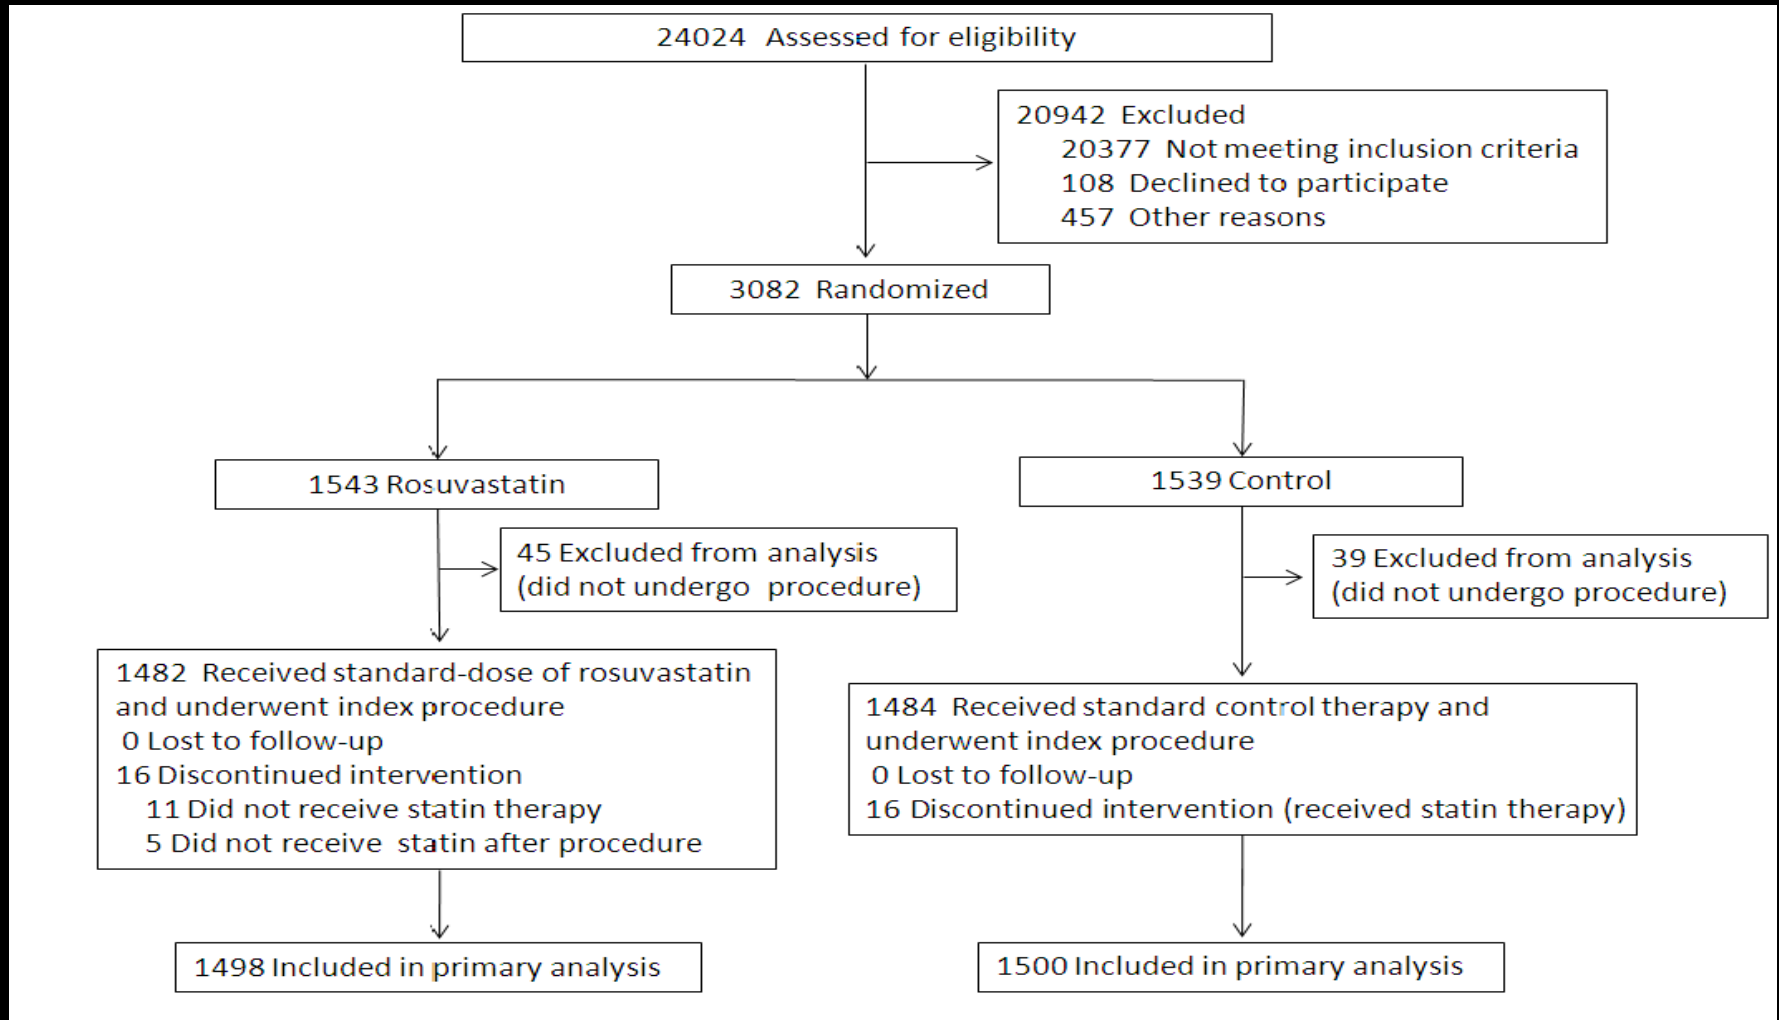 24024 Assessed for eligibility
20942 Excluded
20377 Not meeting inclusion criteria
108 Declined to participate
457 Other reasons
3082 Randomized
1543 Rosuvastatin
1539 Control
45 Excluded from analysis
(did not undergo procedure)
39 Excluded from analysis
(did not undergo procedure)
1482 Received standard-dose of rosuvastatin
and underwent index procedure
0 Lost to follow-up
16 Discontinued intervention
11 Did not receive statin therapy
5 Did not receive statin after procedure
1484 Received standard control therapy and
underwent index procedure
0 Lost to follow-up
16 Discontinued intervention (received statin therapy)
1498 Included in primary analysis
1500 Included in primary analysis